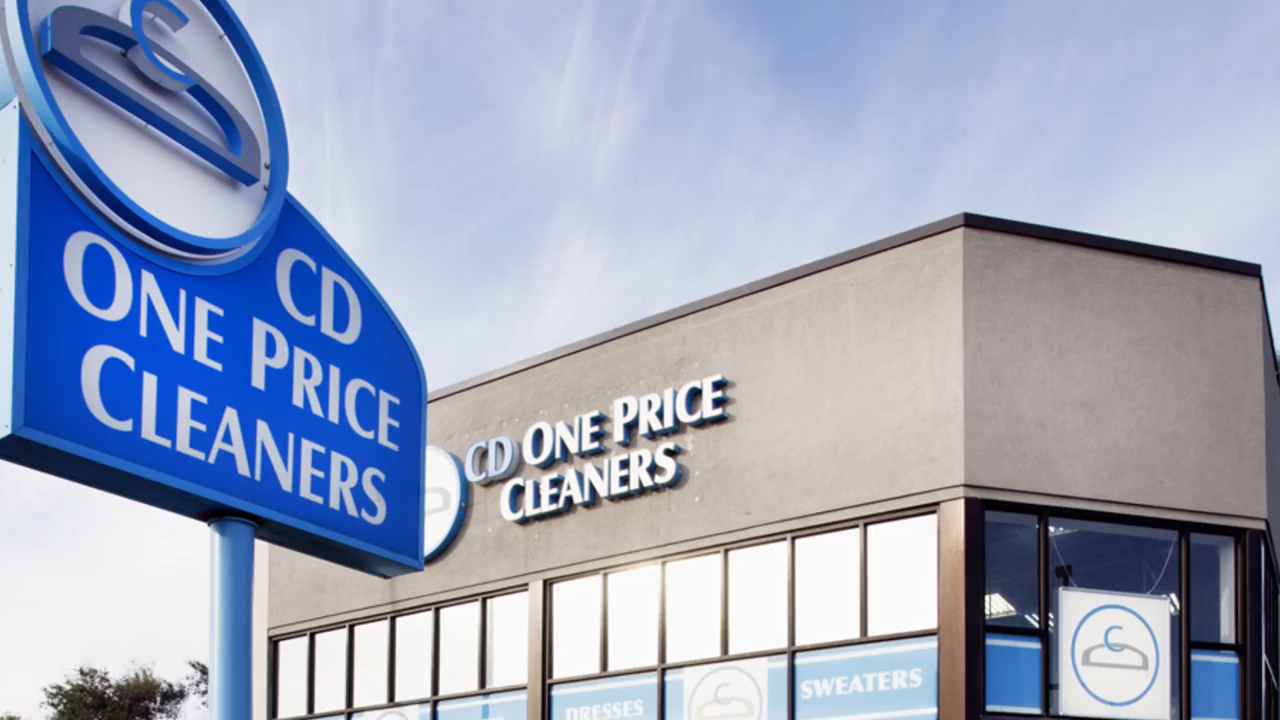 CD
ONE PRICE
CLEANERS
CD ONE PRICE
CLEANERS
DRESSES
SWEATERS